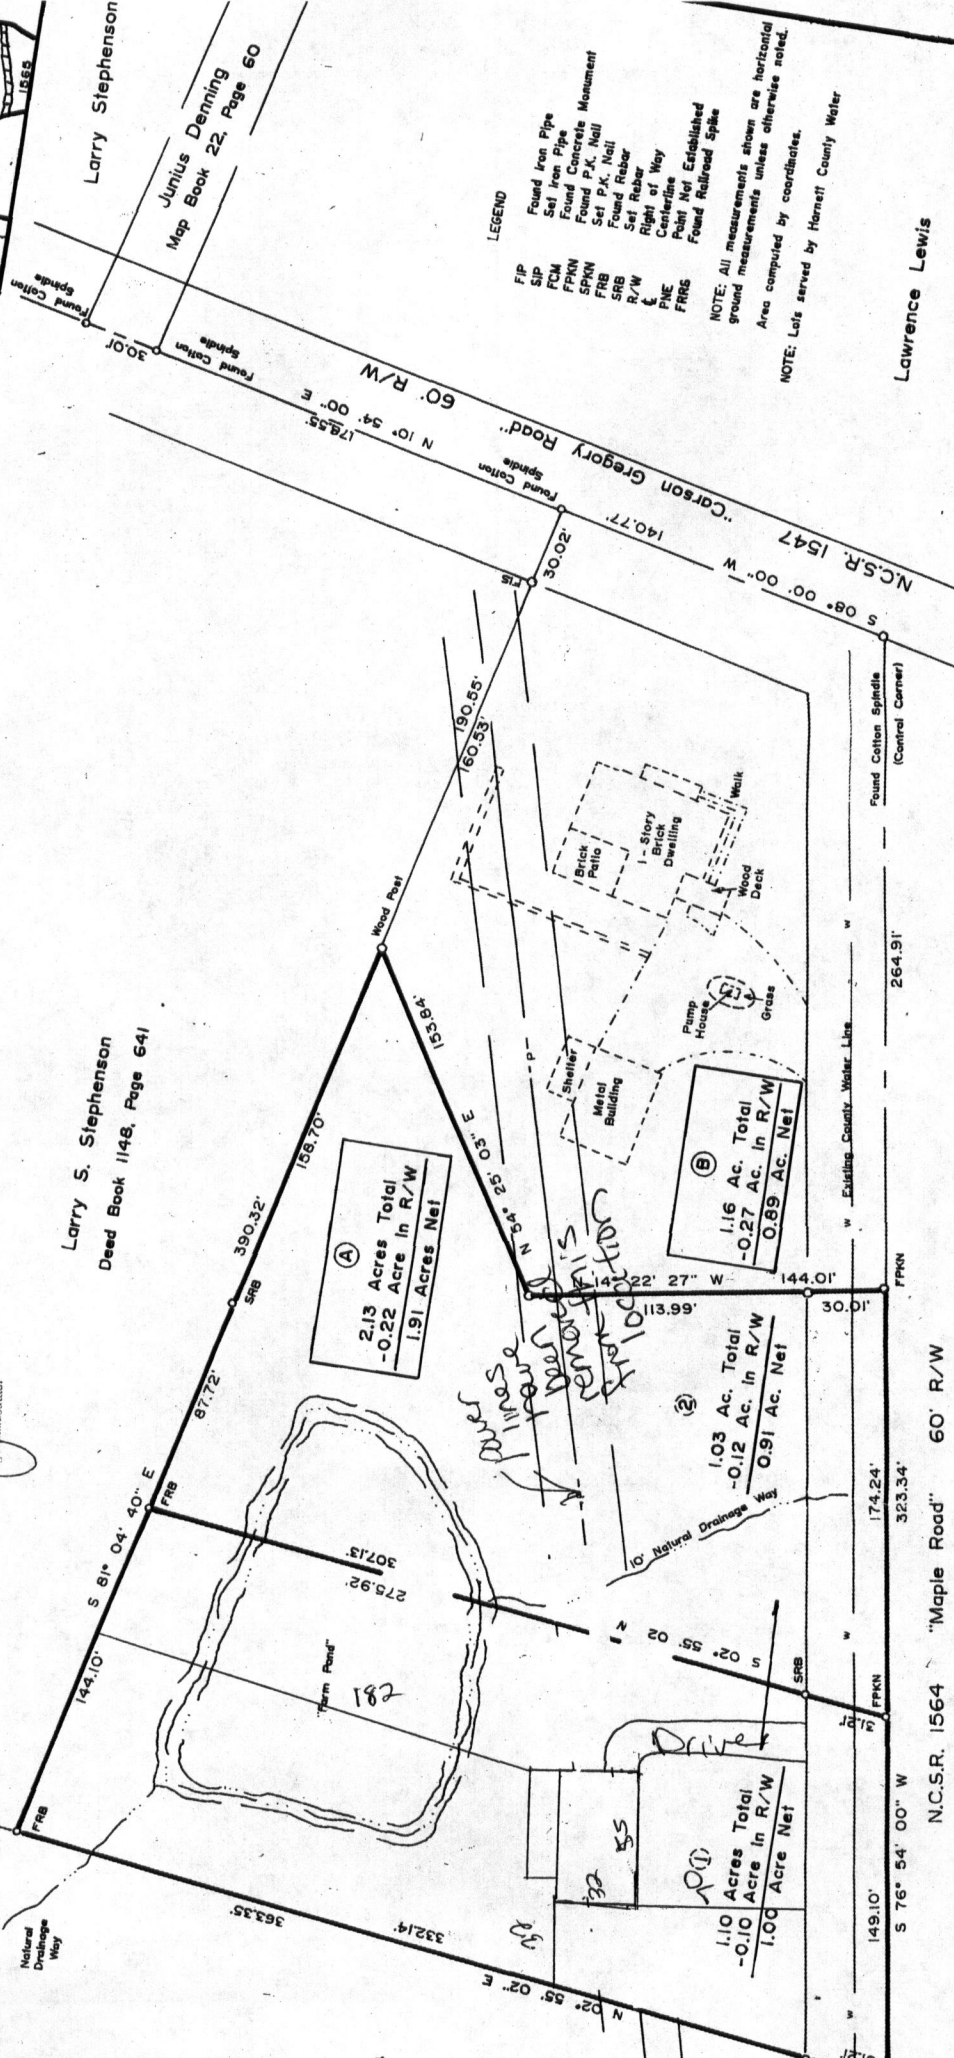 1565
Larry Stephenson
Junius Denning
Map Book 22, Page 60
Found Cotton
Spindle
30.01'
Found Cotton
Spindle
N 10° 54' 00" E
178.55'
60' R/W
"Carson Gregory Road"
N.C.S.R. 1547
Found Cotton
Spindle
140.77'
S 08° 00' 00" W
FIS
30.02'
LEGEND
FIP Found Iron Pipe
SIP Set Iron Pipe
FCM Found Concrete Monument
FPKN Found P.K. Nail
SPKN Set P.K. Nail
FRB Found Rebar
SRB Set Rebar
R/W Right of Way
℄ Centerline
PNE Point Not Established
FRRS Found Railroad Spike
NOTE: All measurements shown are horizontal
ground measurements unless otherwise noted.
Area computed by coordinates.
NOTE: Lots served by Harnett County Water
Lawrence Lewis
Found Cotton Spindle
(Control Corner)
190.55'
160.53'
Wood Post
Brick
Patio
1 - Story
Brick
Dwelling
Walk
Wood
Deck
Pump
House
Grass
Shelter
Metal
Building
P
264.91'
W
W
Existing County Water Line
W
Larry S. Stephenson
Deed Book 1148, Page 641
390.32'
158.70'
SRB
87.72'
153.84'
N 54° 25' 03" E
A
2.13 Acres Total
-0.22 Acre In R/W
1.91 Acres Net
B
1.16 Ac. Total
-0.27 Ac. In R/W
0.89 Ac. Net
14° 22' 27" W
144.01'
113.99'
30.01'
FPKN
Power
lines
have
been
removed
from this
location
P
(2)
1.03 Ac. Total
-0.12 Ac. In R/W
0.91 Ac. Net
10' Natural Drainage Way
174.24'
323.34'
S 81° 04' 40" E
FRB
144.10'
307.13'
275.92'
"Farm Pond"
281
S 02° 55' 02
SRB
FPKN
W
Drive
32
55
1.10 Acres Total
-0.10 Acre In R/W
1.00 Acre Net
FRB
Natural
Drainage
Way
363.35'
332.14'
N 02° 55' 02" E
149.10'
S 76° 54' 00" W
N.C.S.R. 1564 "Maple Road" 60' R/W
W